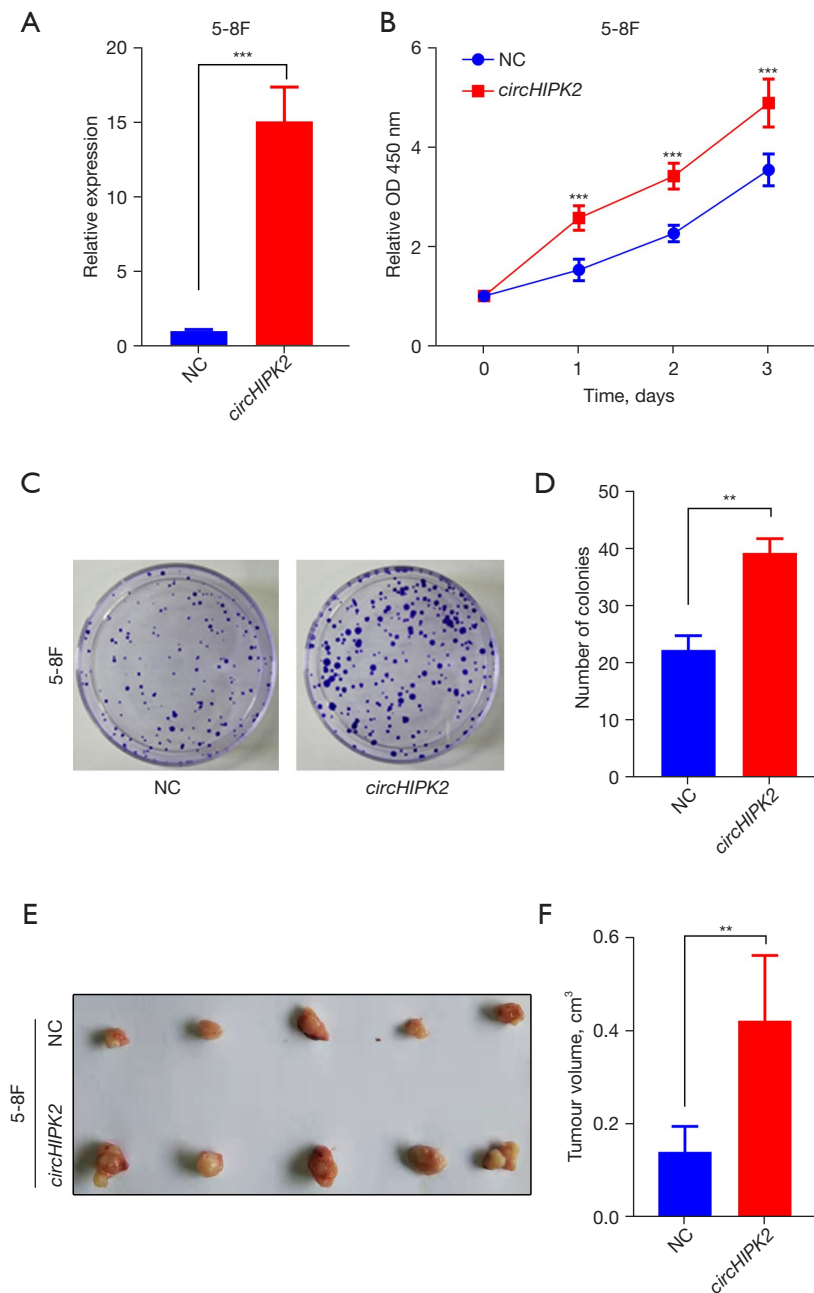 A
5-8F
Relative expression
20
15
10
5
0
***
NC
circHIPK2
B
5-8F
NC
circHIPK2
Relative OD 450 nm
6
4
2
0
***
***
***
0 1 2 3
Time, days
C
5-8F
NC circHIPK2
D
Number of colonies
50
40
30
20
10
0
**
NC
circHIPK2
E
5-8F
NC
circHIPK2
F
Tumour volume, cm³
0.6
0.4
0.2
0.0
**
NC
circHIPK2